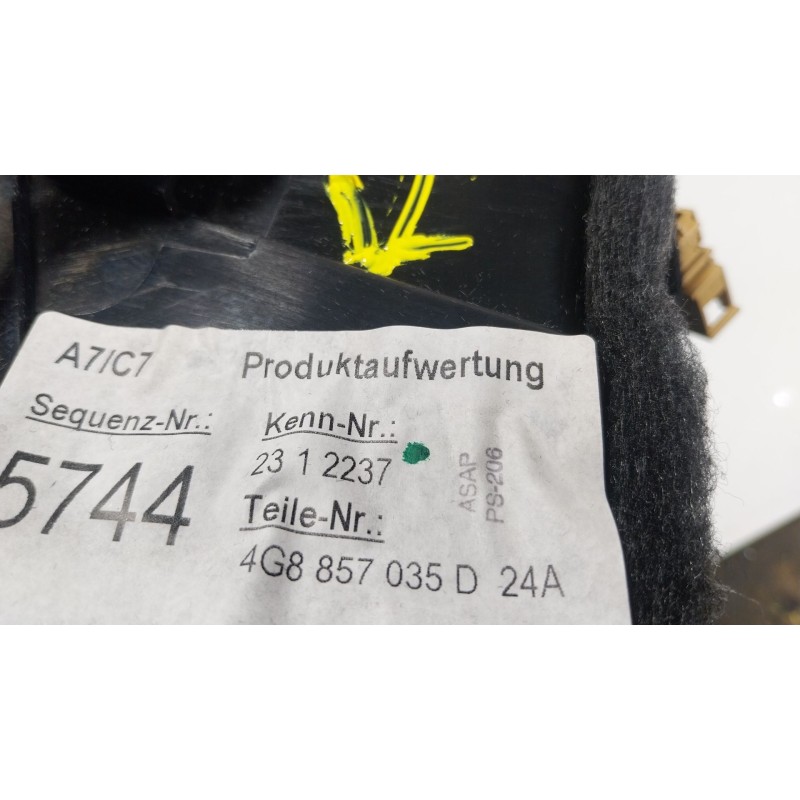 A7/C7 Produktaufwertung
Sequenz-Nr.: Kenn-Nr.:
5744 23 1 2237
Teile-Nr.:
4G8 857 035 D 24A
ASAP
PS-206